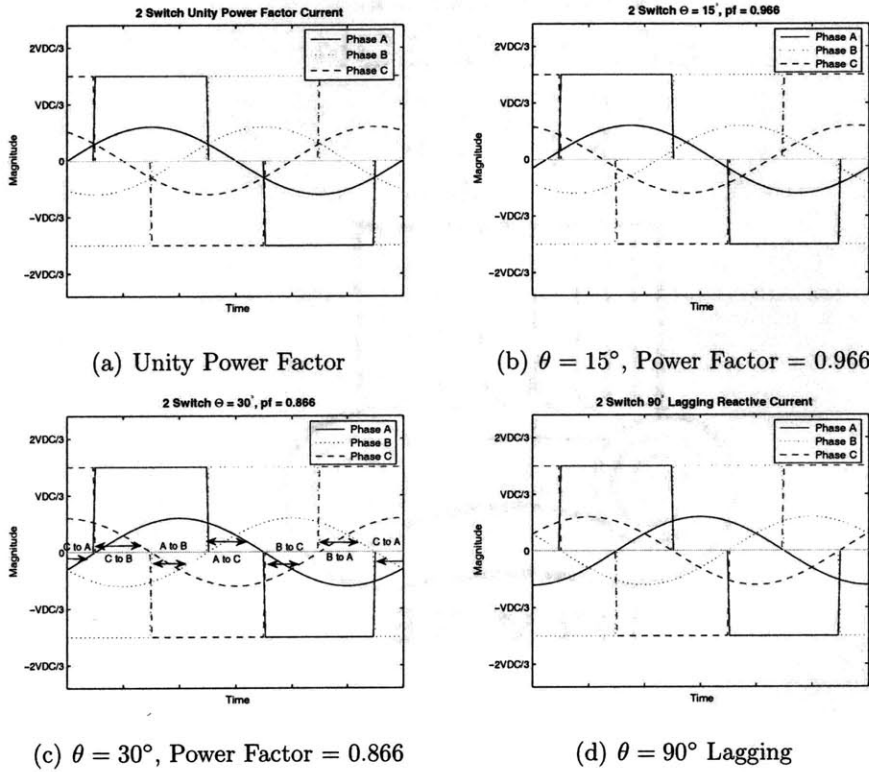 2 Switch Unity Power Factor Current
Phase A
Phase B
Phase C
2VDC/3
VDC/3
0
−VDC/3
−2VDC/3
Magnitude
Time
(a) Unity Power Factor
2 Switch Θ = 15°, pf = 0.966
Phase A
Phase B
Phase C
2VDC/3
VDC/3
0
−VDC/3
−2VDC/3
Magnitude
Time
(b) θ = 15°, Power Factor = 0.966
2 Switch Θ = 30°, pf = 0.866
Phase A
Phase B
Phase C
2VDC/3
VDC/3
0
−VDC/3
−2VDC/3
Magnitude
C to A
C to B
A to B
A to C
B to C
B to A
C to A
Time
(c) θ = 30°, Power Factor = 0.866
2 Switch 90° Lagging Reactive Current
Phase A
Phase B
Phase C
2VDC/3
VDC/3
0
−VDC/3
−2VDC/3
Magnitude
Time
(d) θ = 90° Lagging